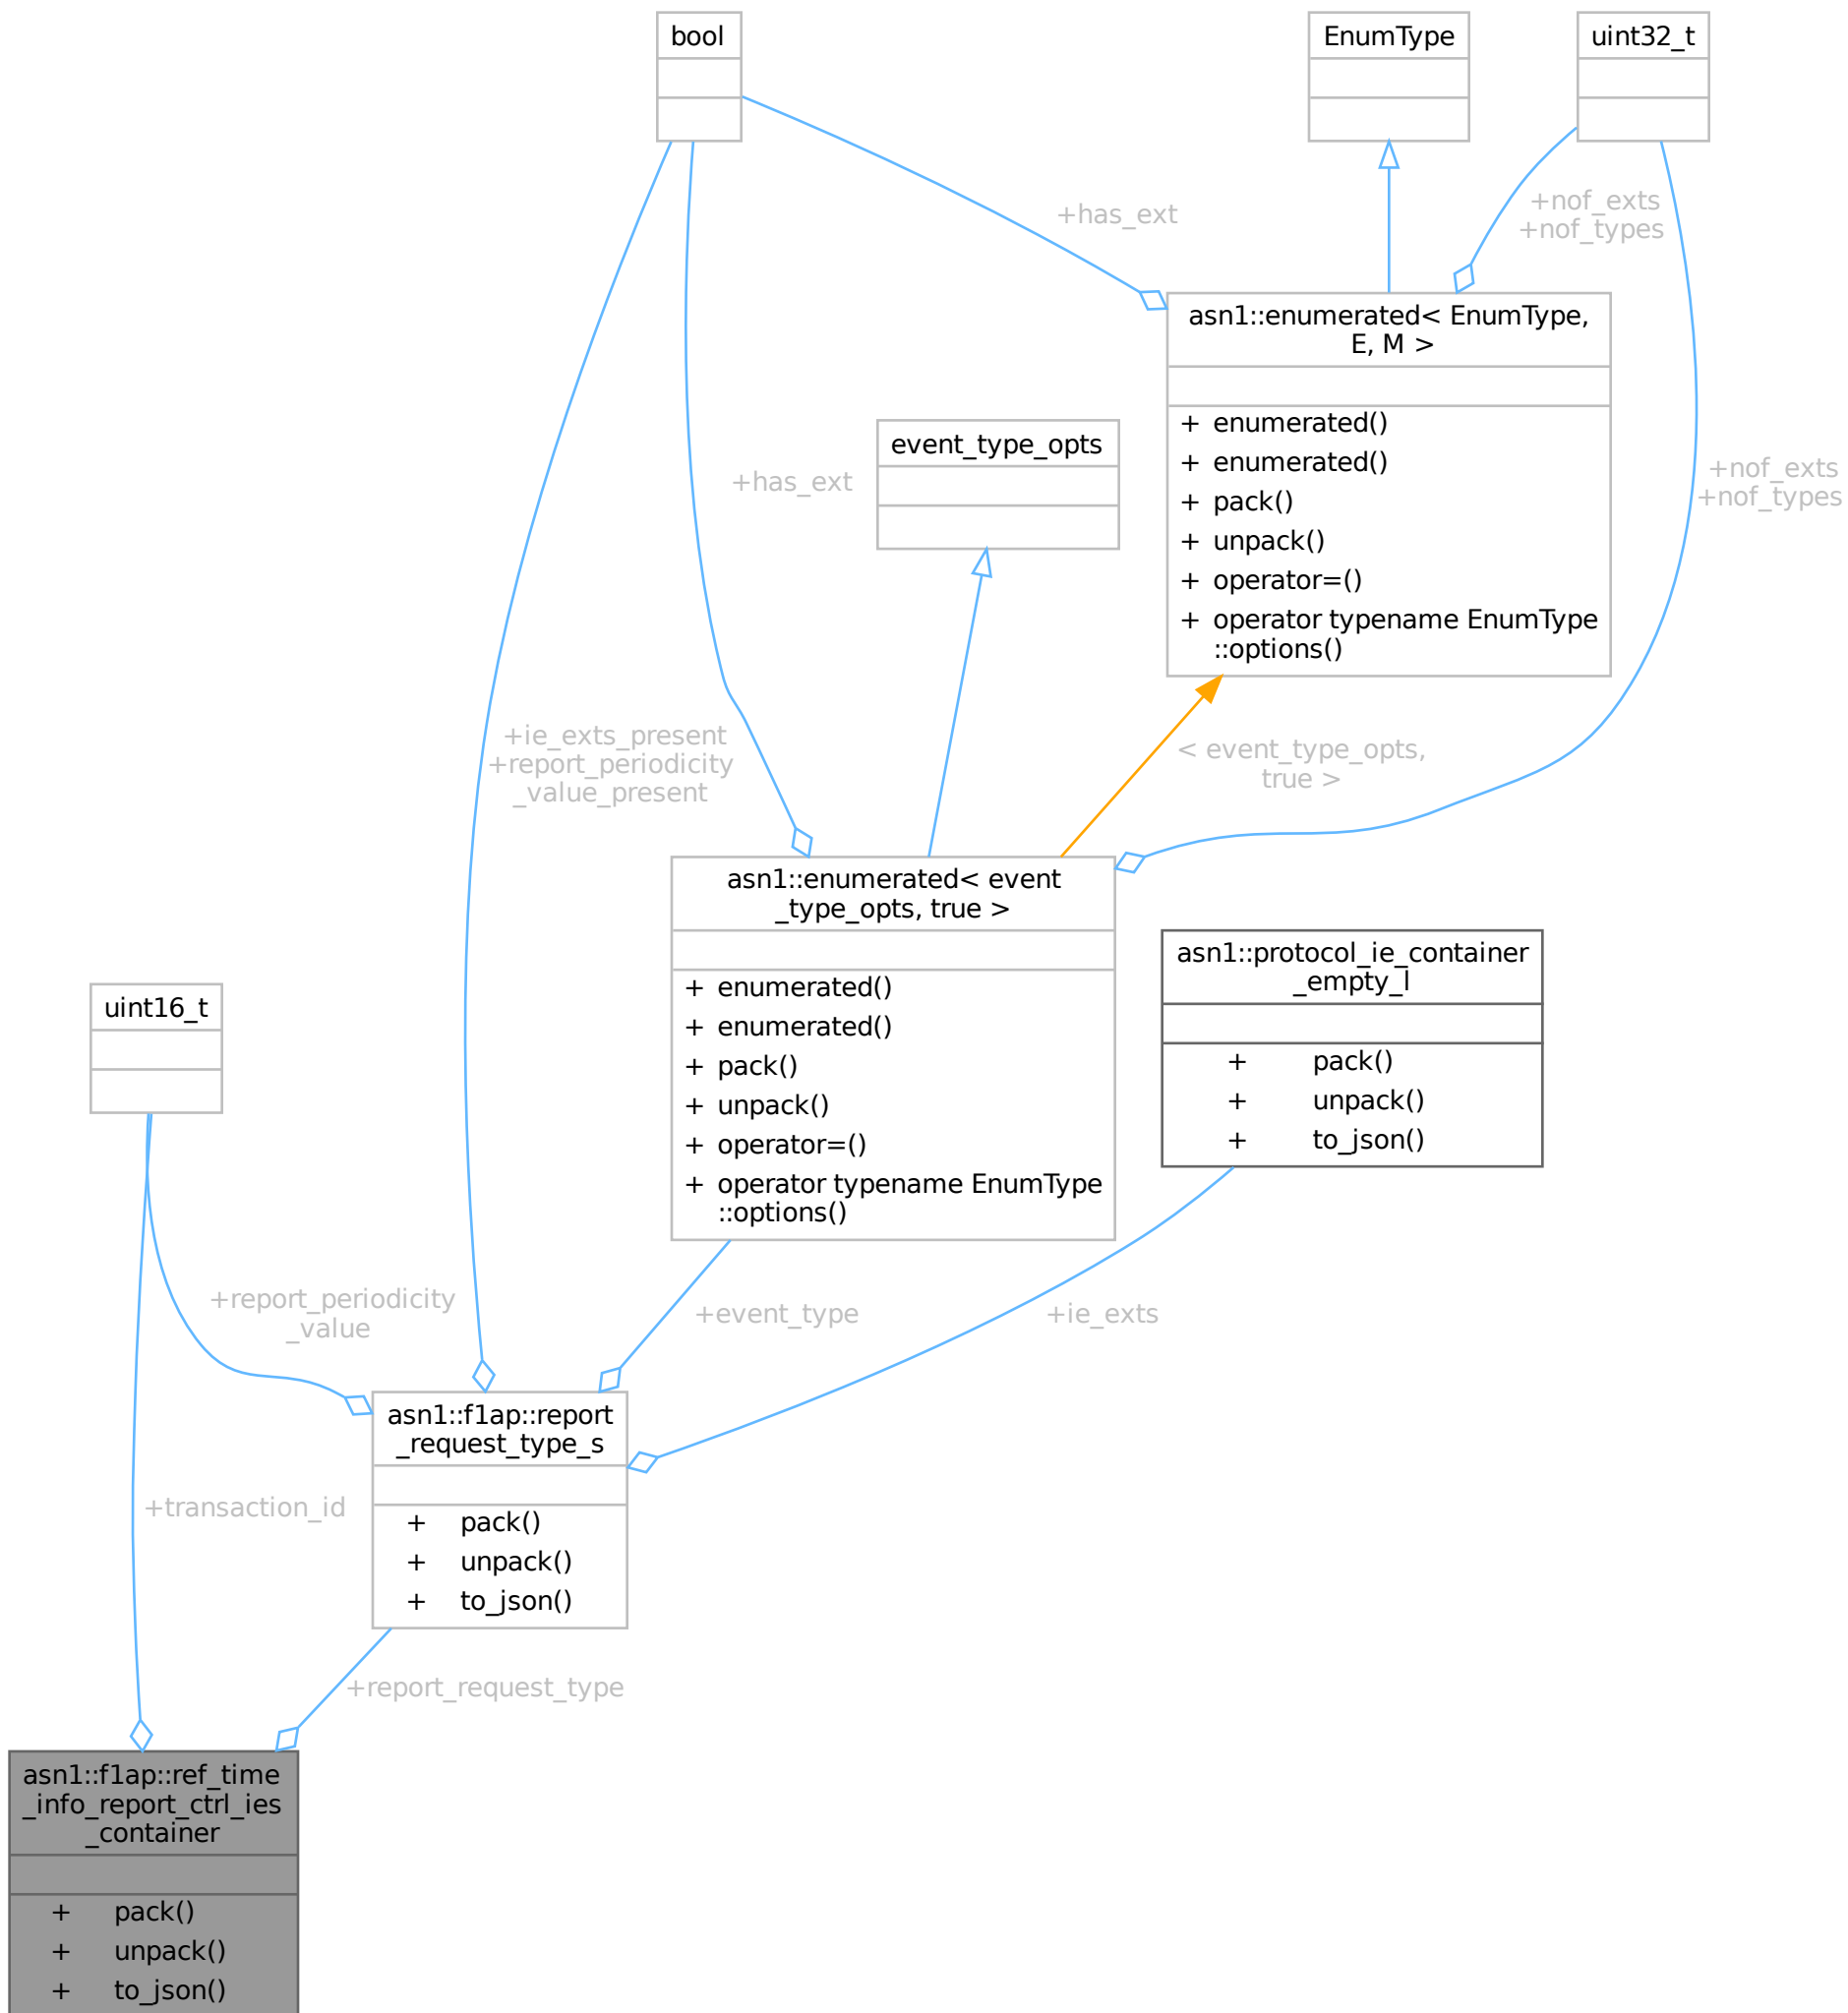 bool
EnumType
uint32_t
+has_ext
+nof_exts
+nof_types
asn1::enumerated< EnumType,
E, M >
+ enumerated()
+ enumerated()
+ pack()
+ unpack()
+ operator=()
+ operator typename EnumType
::options()
event_type_opts
+has_ext
+nof_exts
+nof_types
+ie_exts_present
+report_periodicity
_value_present
< event_type_opts,
true >
asn1::enumerated< event
_type_opts, true >
+ enumerated()
+ enumerated()
+ pack()
+ unpack()
+ operator=()
+ operator typename EnumType
::options()
asn1::protocol_ie_container
_empty_l
+ pack()
+ unpack()
+ to_json()
uint16_t
+report_periodicity
_value
+event_type
+ie_exts
asn1::f1ap::report
_request_type_s
+ pack()
+ unpack()
+ to_json()
+transaction_id
+report_request_type
asn1::f1ap::ref_time
_info_report_ctrl_ies
_container
+ pack()
+ unpack()
+ to_json()